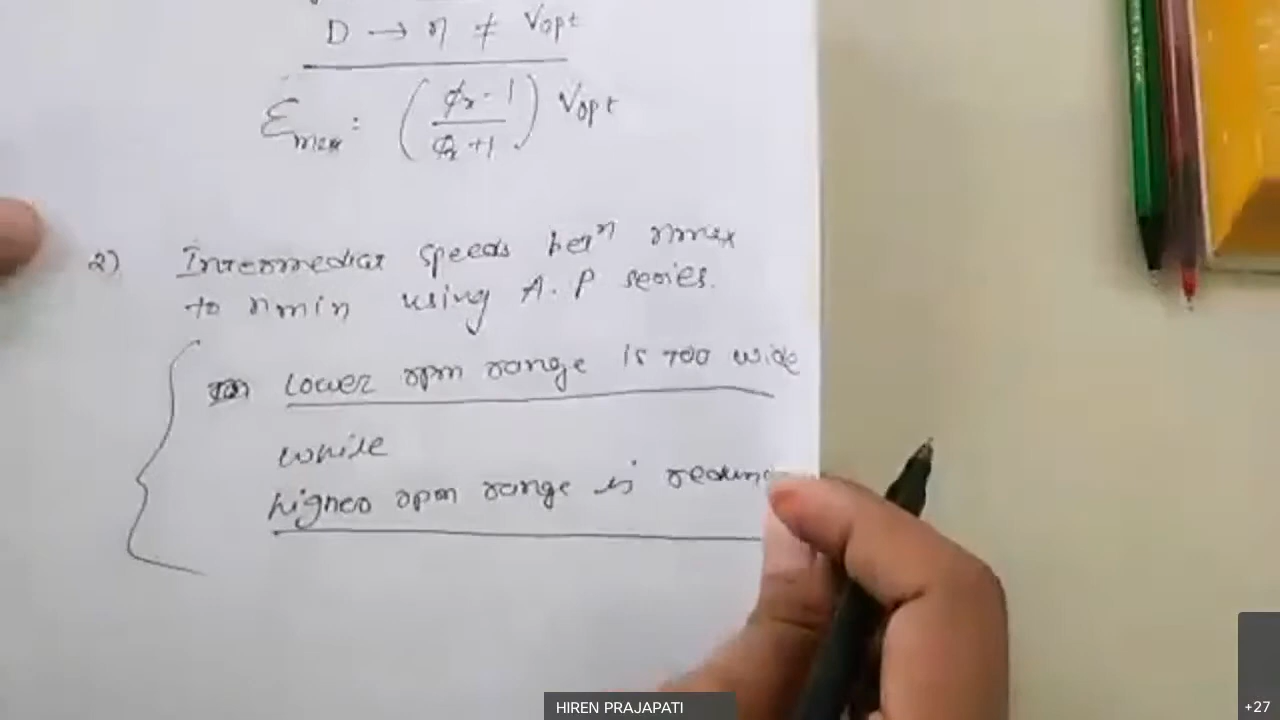 D → η ≠ Vopt
Emax: (φx - 1 / φx + 1) Vopt
2) Intermediat speeds betⁿ nmax
to nmin using A.P series.
Lower rpm range is too wide
while
higher rpm range is
HIREN PRAJAPATI
+27